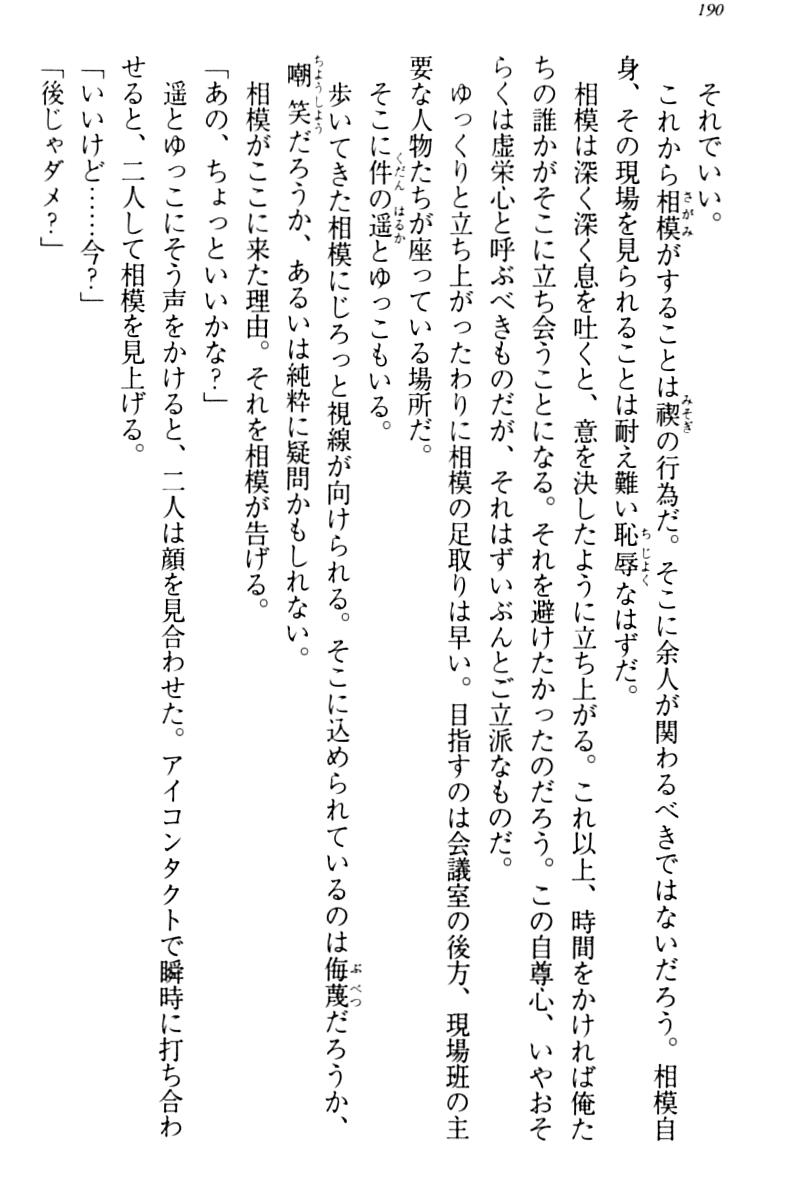 190
それでいい。
これから相模がすることは禊の行為だ。そこに余人が関わるべきではないだろう。相模自
身、その現場を見られることは耐え難い恥辱なはずだ。
相模は深く深く息を吐くと、意を決したように立ち上がる。これ以上、時間をかければ俺た
ちの誰かがそこに立ち会うことになる。それを避けたかったのだろう。この自尊心、いやおそ
らくは虚栄心と呼ぶべきものだが、それはずいぶんとご立派なものだ。
ゆっくりと立ち上がったわりに相模の足取りは早い。目指すのは会議室の後方、現場班の主
要な人物たちが座っている場所だ。
そこに件の遥とゆっこもいる。
歩いてきた相模にじろっと視線が向けられる。そこに込められているのは侮蔑だろうか、
嘲笑だろうか、あるいは純粋に疑問かもしれない。
相模がここに来た理由。それを相模が告げる。
「あの、ちょっといいかな？」
遥とゆっこにそう声をかけると、二人は顔を見合わせた。アイコンタクトで瞬時に打ち合わ
せると、二人して相模を見上げる。
「いいけど……今？」
「後じゃダメ？」